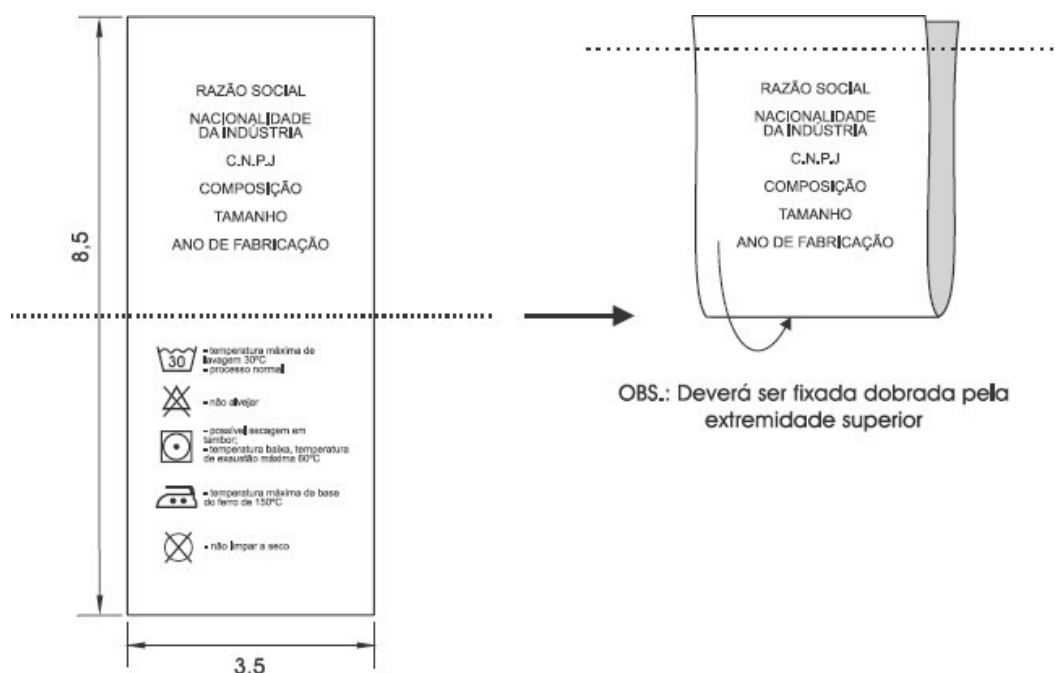 RAZÃO SOCIAL
NACIONALIDADE
DA INDÚSTRIA
C.N.P.J
COMPOSIÇÃO
TAMANHO
ANO DE FABRICAÇÃO
8,5
30
- temperatura máxima de
lavagem 30ºC
- processo normal
- não alvejar
- possível secagem em
tambor;
- temperatura baixa, temperatura
de exaustão máxima 60ºC
- temperatura máxima da base
do ferro de 150ºC
- não limpar a seco
3,5
RAZÃO SOCIAL
NACIONALIDADE
DA INDÚSTRIA
C.N.P.J
COMPOSIÇÃO
TAMANHO
ANO DE FABRICAÇÃO
OBS.: Deverá ser fixada dobrada pela
extremidade superior